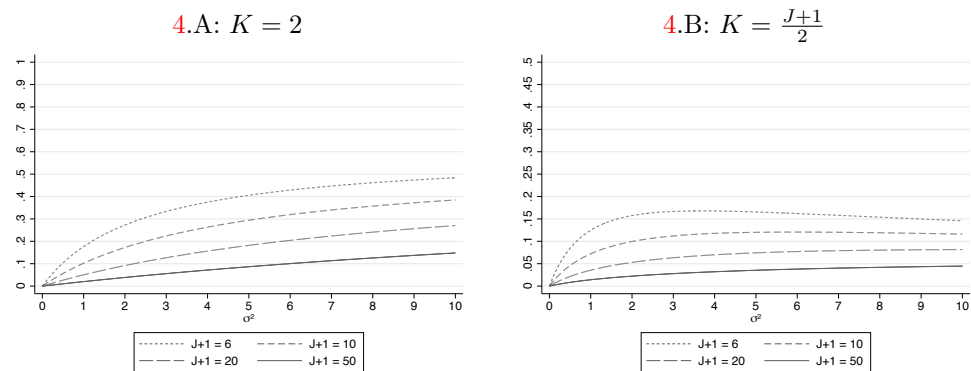 4.A: K = 2
1
.9
.8
.7
.6
.5
.4
.3
.2
.1
0
0 1 2 3 4 5 6 7 8 9 10
σ²
J+1 = 6 J+1 = 10
J+1 = 20 J+1 = 50
4.B: K = \frac{J+1}{2}
.5
.45
.4
.35
.3
.25
.2
.15
.1
.05
0
0 1 2 3 4 5 6 7 8 9 10
σ²
J+1 = 6 J+1 = 10
J+1 = 20 J+1 = 50